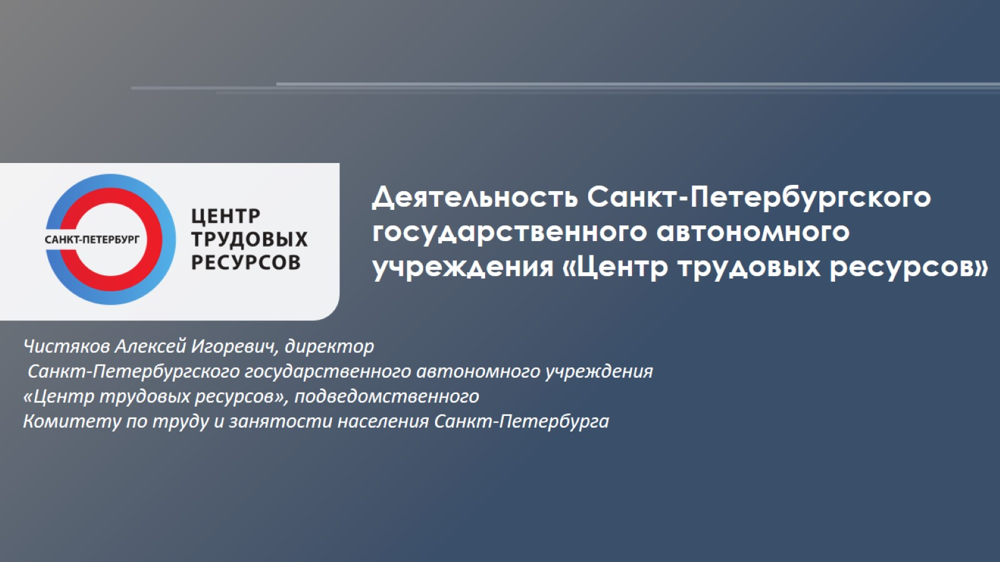 САНКТ-ПЕТЕРБУРГ
ЦЕНТР
ТРУДОВЫХ
РЕСУРСОВ
Деятельность Санкт-Петербургского
государственного автономного
учреждения «Центр трудовых ресурсов»
Чистяков Алексей Игоревич, директор
Санкт-Петербургского государственного автономного учреждения
«Центр трудовых ресурсов», подведомственного
Комитету по труду и занятости населения Санкт-Петербурга